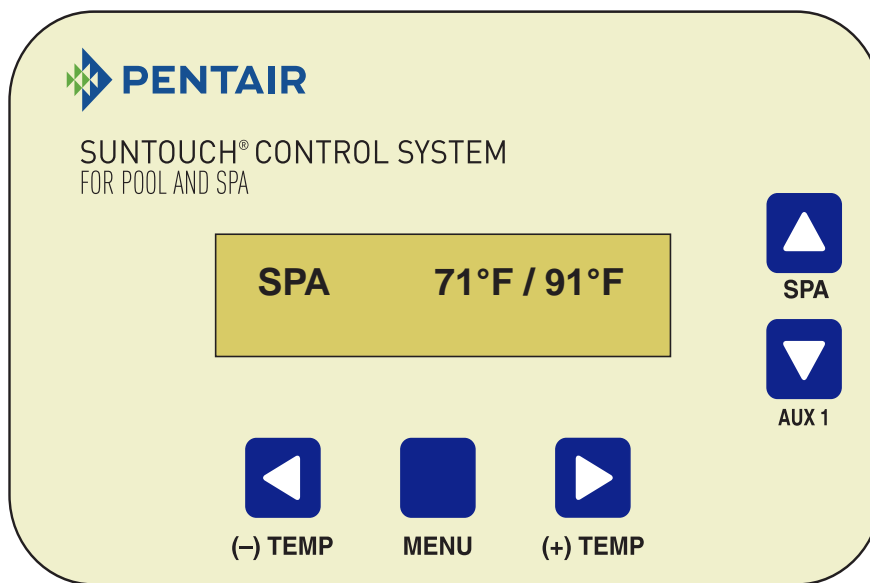 PENTAIR
SUNTOUCH® CONTROL SYSTEM
FOR POOL AND SPA
SPA 71°F / 91°F
SPA
AUX 1
(–) TEMP MENU (+) TEMP